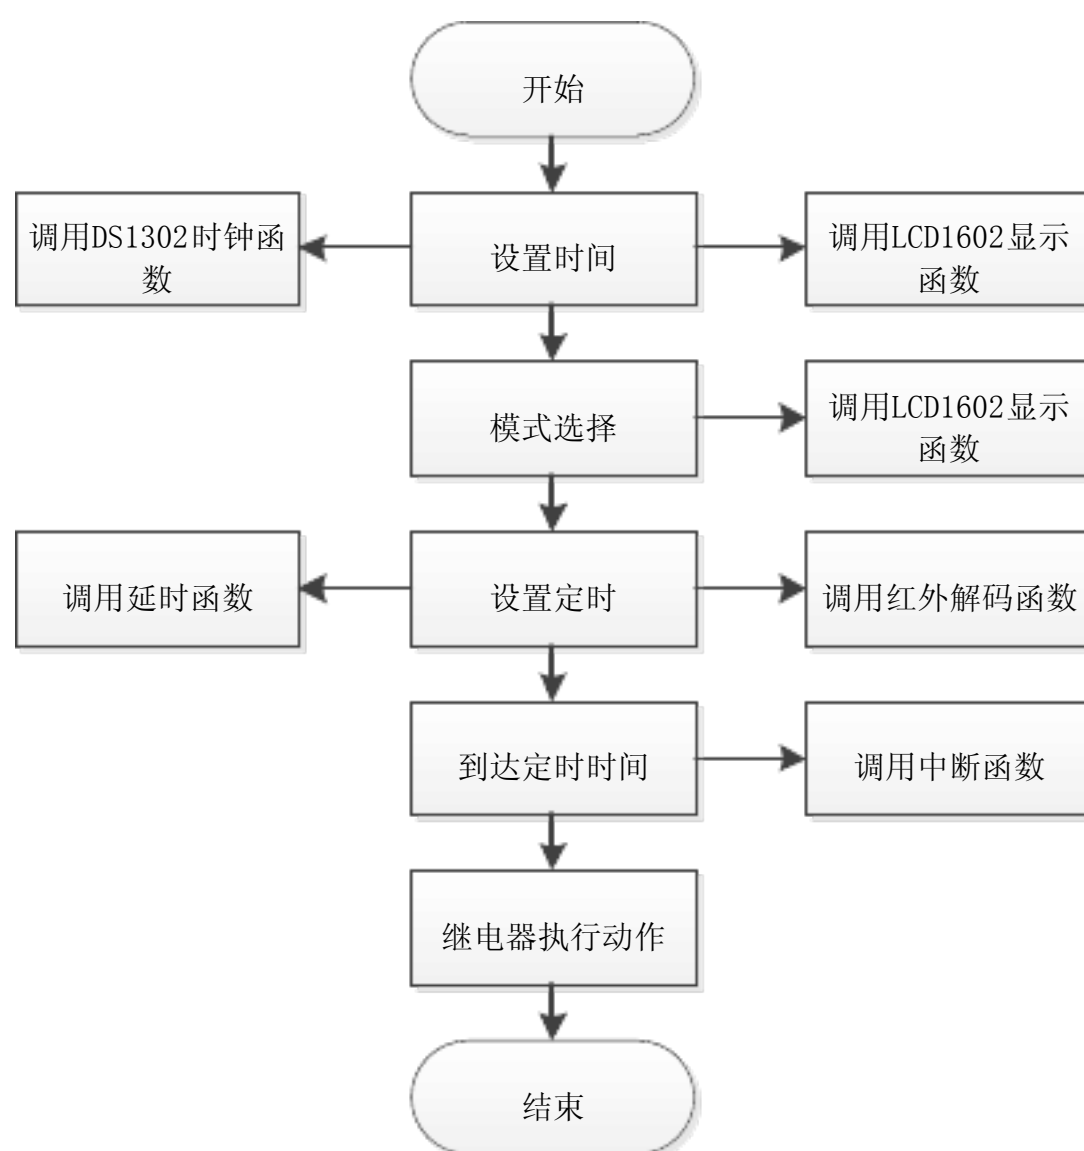 开始
调用DS1302时钟函
数
设置时间
调用LCD1602显示
函数
模式选择
调用LCD1602显示
函数
调用延时函数
设置定时
调用红外解码函数
到达定时时间
调用中断函数
继电器执行动作
结束